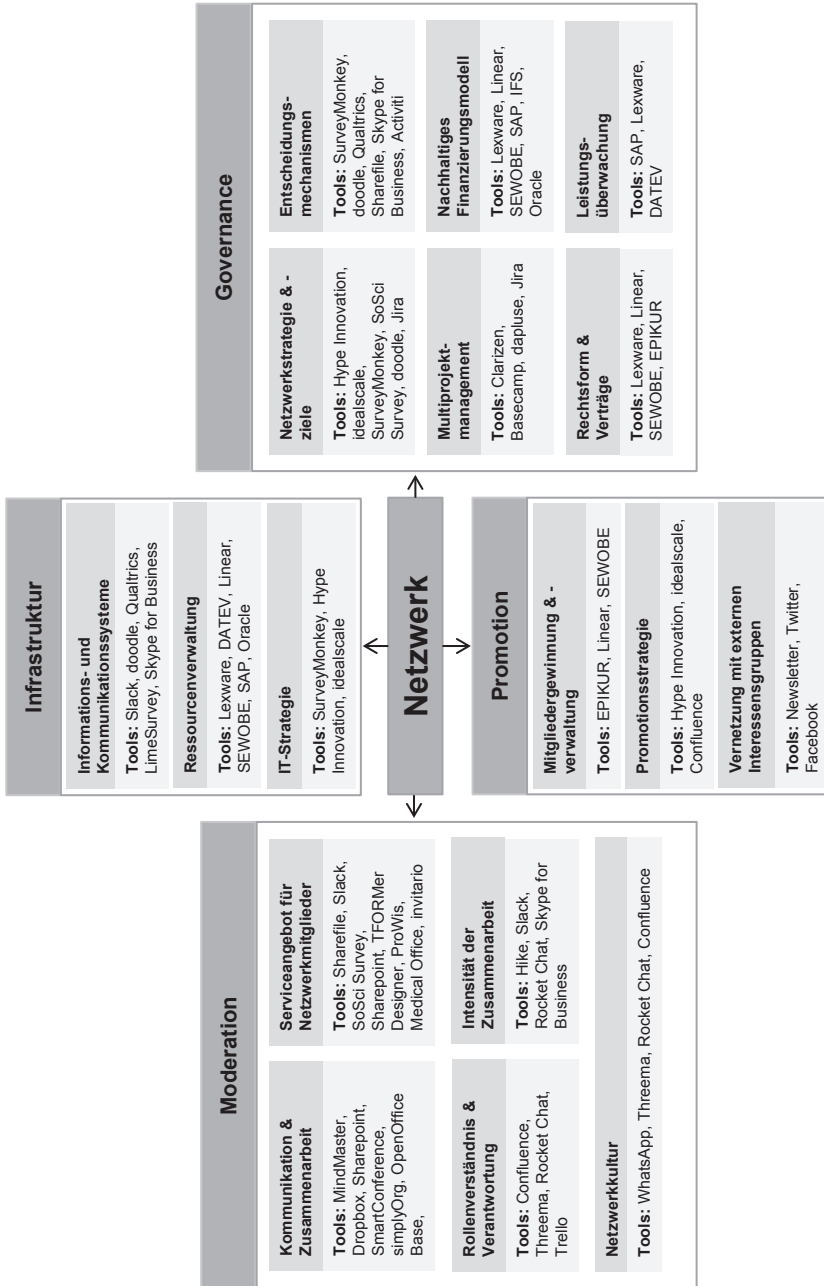 Moderation
Kommunikation &
Zusammenarbeit
Tools: MindMaster,
Dropbox, Sharepoint,
SmartConference,
simplyOrg, OpenOffice
Base,
Serviceangebot für
Netzwerkmitglieder
Tools: Sharefile, Slack,
SoSci Survey,
Sharepoint, TFORMer
Designer, ProWis,
Medical Office, invitario
Rollenverständnis &
Verantwortung
Tools: Confluence,
Threema, Rocket Chat,
Trello
Intensität der
Zusammenarbeit
Tools: Hike, Slack,
Rocket Chat, Skype for
Business
Netzwerkkultur
Tools: WhatsApp, Threema, Rocket Chat, Confluence
Infrastruktur
Informations- und
Kommunikationssysteme
Tools: Slack, doodle, Qualtrics,
LimeSurvey, Skype for Business
Ressourcenverwaltung
Tools: Lexware, DATEV, Linear,
SEWOBE, SAP, Oracle
IT-Strategie
Tools: SurveyMonkey, Hype
Innovation, idealscale
Netzwerk
Promotion
Mitgliedergewinnung & -
verwaltung
Tools: EPIKUR, Linear, SEWOBE
Promotionsstrategie
Tools: Hype Innovation, idealscale,
Confluence
Vernetzung mit externen
Interessensgruppen
Tools: Newsletter, Twitter,
Facebook
Governance
Netzwerkstrategie & -
ziele
Tools: Hype Innovation,
idealscale,
SurveyMonkey, SoSci
Survey, doodle, Jira
Entscheidungs-
mechanismen
Tools: SurveyMonkey,
doodle, Qualtrics,
Sharefile, Skype for
Business, Activiti
Multiprojekt-
management
Tools: Clarizen,
Basecamp, dapluse, Jira
Nachhaltiges
Finanzierungsmodell
Tools: Lexware, Linear,
SEWOBE, SAP, IFS,
Oracle
Rechtsform &
Verträge
Tools: Lexware, Linear,
SEWOBE, EPIKUR
Leistungs-
überwachung
Tools: SAP, Lexware,
DATEV